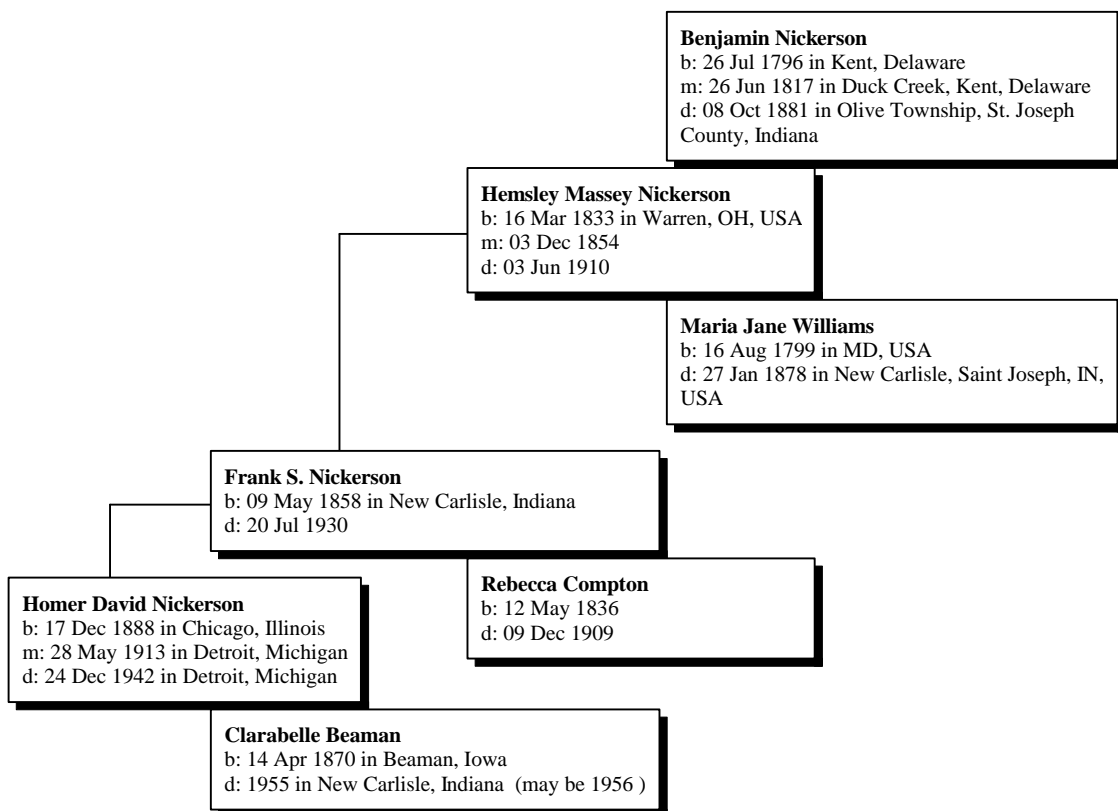 Benjamin Nickerson
b: 26 Jul 1796 in Kent, Delaware
m: 26 Jun 1817 in Duck Creek, Kent, Delaware
d: 08 Oct 1881 in Olive Township, St. Joseph
County, Indiana
Hemsley Massey Nickerson
b: 16 Mar 1833 in Warren, OH, USA
m: 03 Dec 1854
d: 03 Jun 1910
Maria Jane Williams
b: 16 Aug 1799 in MD, USA
d: 27 Jan 1878 in New Carlisle, Saint Joseph, IN,
USA
Frank S. Nickerson
b: 09 May 1858 in New Carlisle, Indiana
d: 20 Jul 1930
Rebecca Compton
b: 12 May 1836
d: 09 Dec 1909
Homer David Nickerson
b: 17 Dec 1888 in Chicago, Illinois
m: 28 May 1913 in Detroit, Michigan
d: 24 Dec 1942 in Detroit, Michigan
Clarabelle Beaman
b: 14 Apr 1870 in Beaman, Iowa
d: 1955 in New Carlisle, Indiana  (may be 1956 )